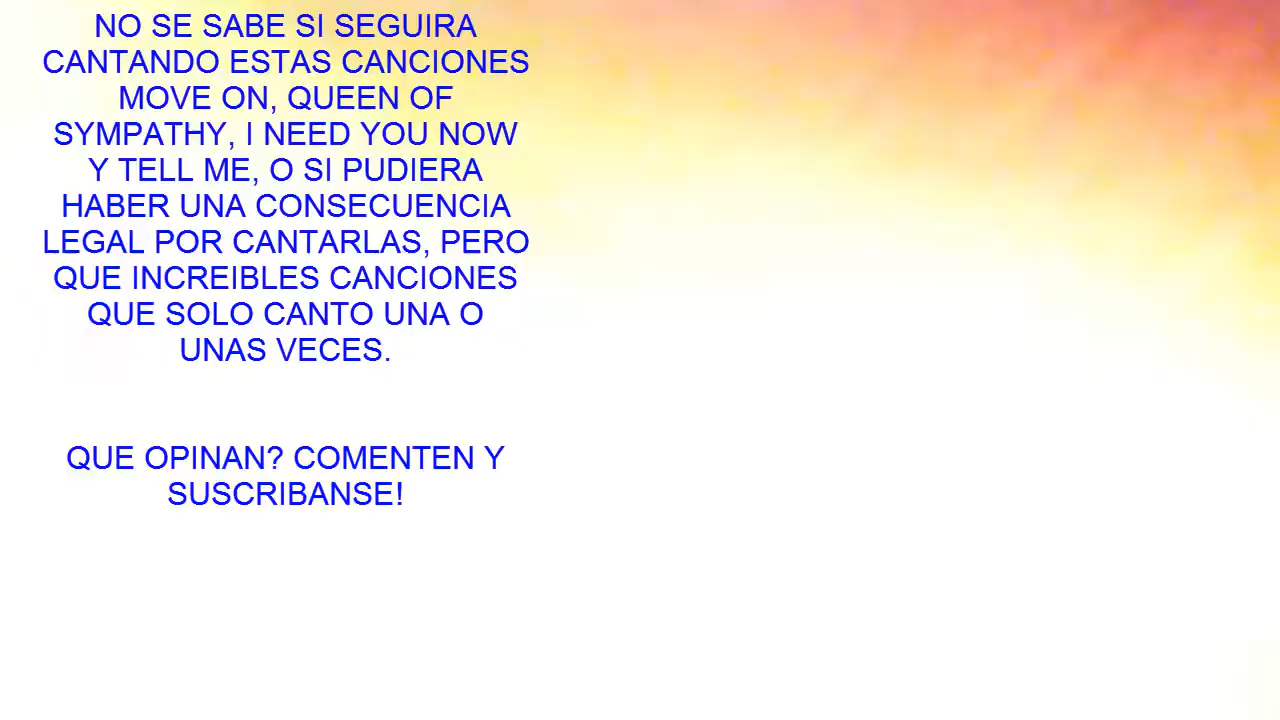 NO SE SABE SI SEGUIRA
CANTANDO ESTAS CANCIONES
MOVE ON, QUEEN OF
SYMPATHY, I NEED YOU NOW
Y TELL ME, O SI PUDIERA
HABER UNA CONSECUENCIA
LEGAL POR CANTARLAS, PERO
QUE INCREIBLES CANCIONES
QUE SOLO CANTO UNA O
UNAS VECES.
QUE OPINAN? COMENTEN Y
SUSCRIBANSE!